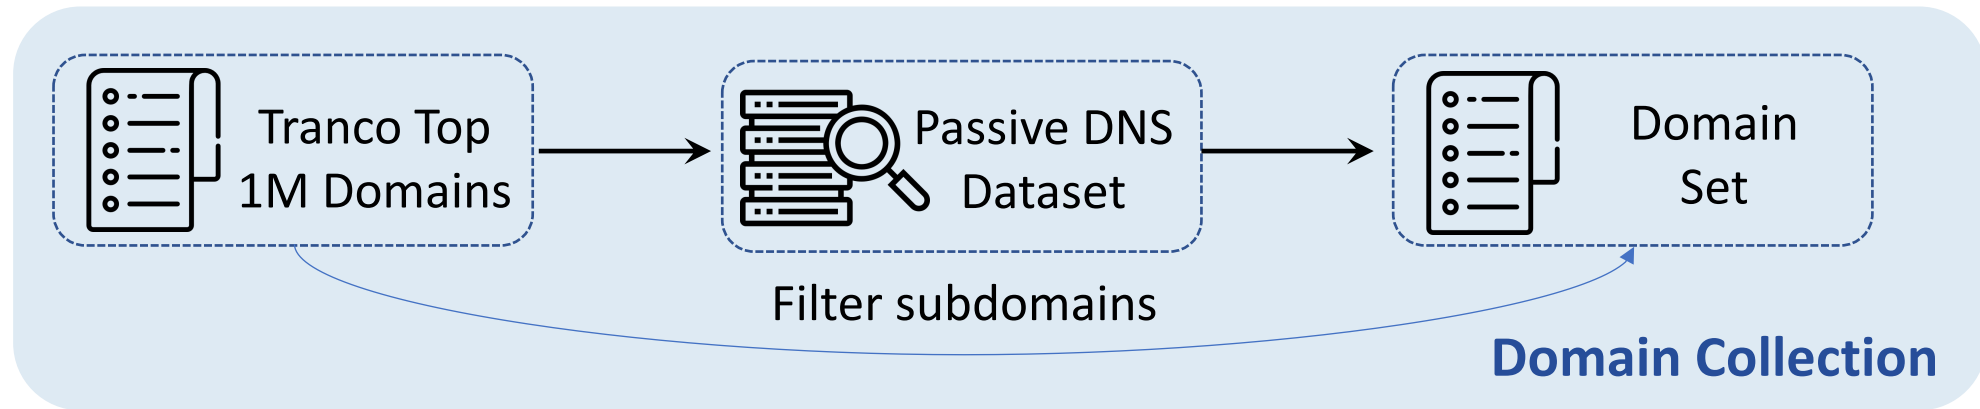 Tranco Top
1M Domains
Passive DNS
Dataset
Domain
Set
Filter subdomains
Domain Collection